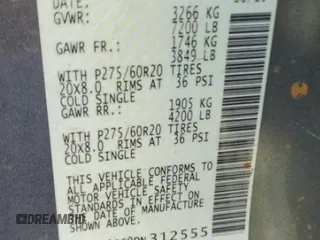 GVWR: 3266 KG
7200 LB
GAWR FR.: 1746 KG
3849 LB
WITH P275/60R20 TIRES
20X8.0 RIMS AT 36 PSI
COLD SINGLE
GAWR RR.: 1905 KG
4200 LB
WITH P275/60R20 TIRES
20X8.0 RIMS AT 36 PSI
COLD SINGLE
THIS VEHICLE CONFORMS TO
ALL APPLICABLE FEDERAL
MOTOR VEHICLE SAFETY
STANDARDS IN EFFECT ON
THE DATE OF MANUFACTURE
312555
DREAMBID